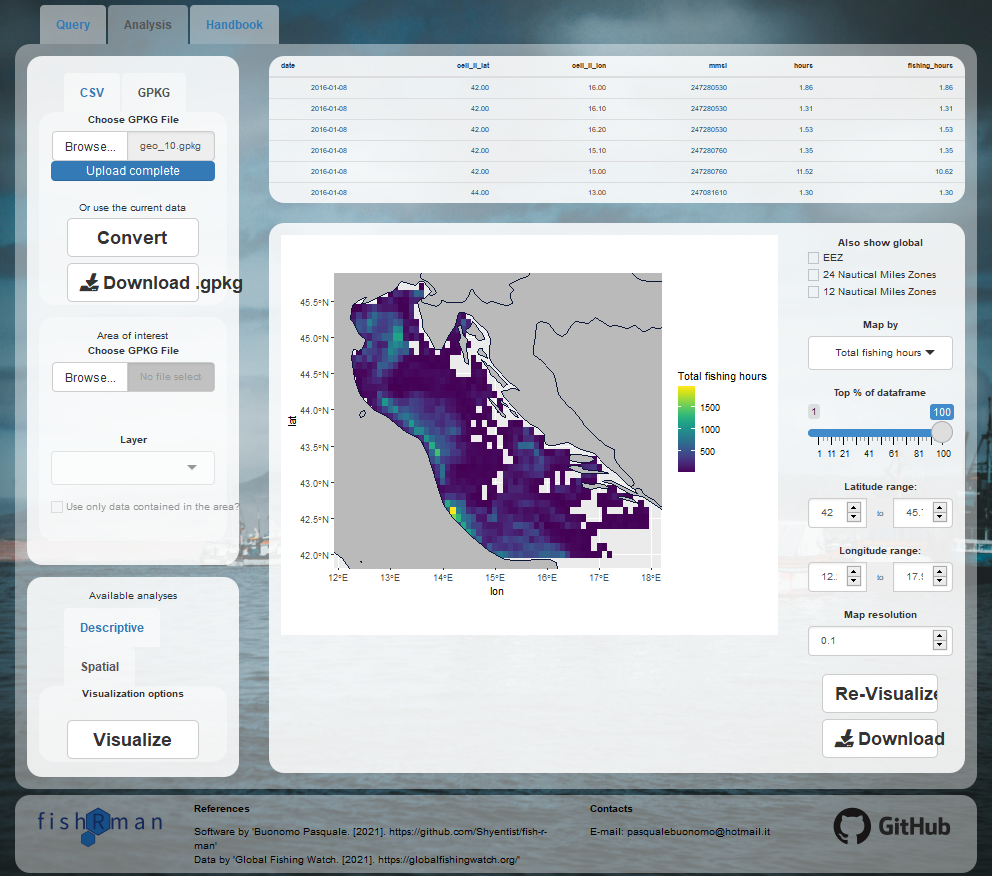 Query Analysis Handbook
CSV GPKG
Choose GPKG File
Browse... geo_10.gpkg
Upload complete
Or use the current data
Convert
Download .gpkg
Area of interest
Choose GPKG File
Browse... No file select
Layer
Use only data contained in the area?
Available analyses
Descriptive
Spatial
Visualization options
Visualize
date cell_ll_lat cell_ll_lon mmsi hours fishing_hours
2016-01-08 42.00 16.00 247280530 1.86 1.86
2016-01-08 42.00 16.10 247280530 1.31 1.31
2016-01-08 42.00 16.20 247280530 1.53 1.53
2016-01-08 42.00 15.10 247280760 1.35 1.35
2016-01-08 42.00 15.00 247280760 11.52 10.62
2016-01-08 44.00 13.00 247081610 1.30 1.30
45.5°N
45.0°N
44.5°N
44.0°N
43.5°N
43.0°N
42.5°N
42.0°N
lat
12°E 13°E 14°E 15°E 16°E 17°E 18°E
lon
Total fishing hours
1500
1000
500
Also show global
EEZ
24 Nautical Miles Zones
12 Nautical Miles Zones
Map by
Total fishing hours
Top % of dataframe
1 100
1 11 21 41 61 81 100
Latitude range:
42 to 45.
Longitude range:
12.. to 17.
Map resolution
0.1
Re-Visualize
Download
fishRman
References
Software by 'Buonomo Pasquale. [2021]. https://github.com/Shyentist/fish-r-
man'
Data by 'Global Fishing Watch. [2021]. https://globalfishingwatch.org/'
Contacts
E-mail: pasqualebuonomo@hotmail.it
GitHub